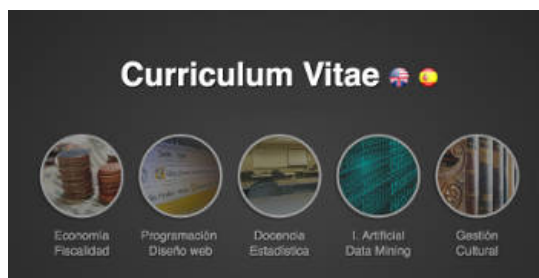 Curriculum Vitae
Economía Programación Docencia I. Artificial Gestión
Fiscalidad Diseño web Estadística Data Mining Cultural